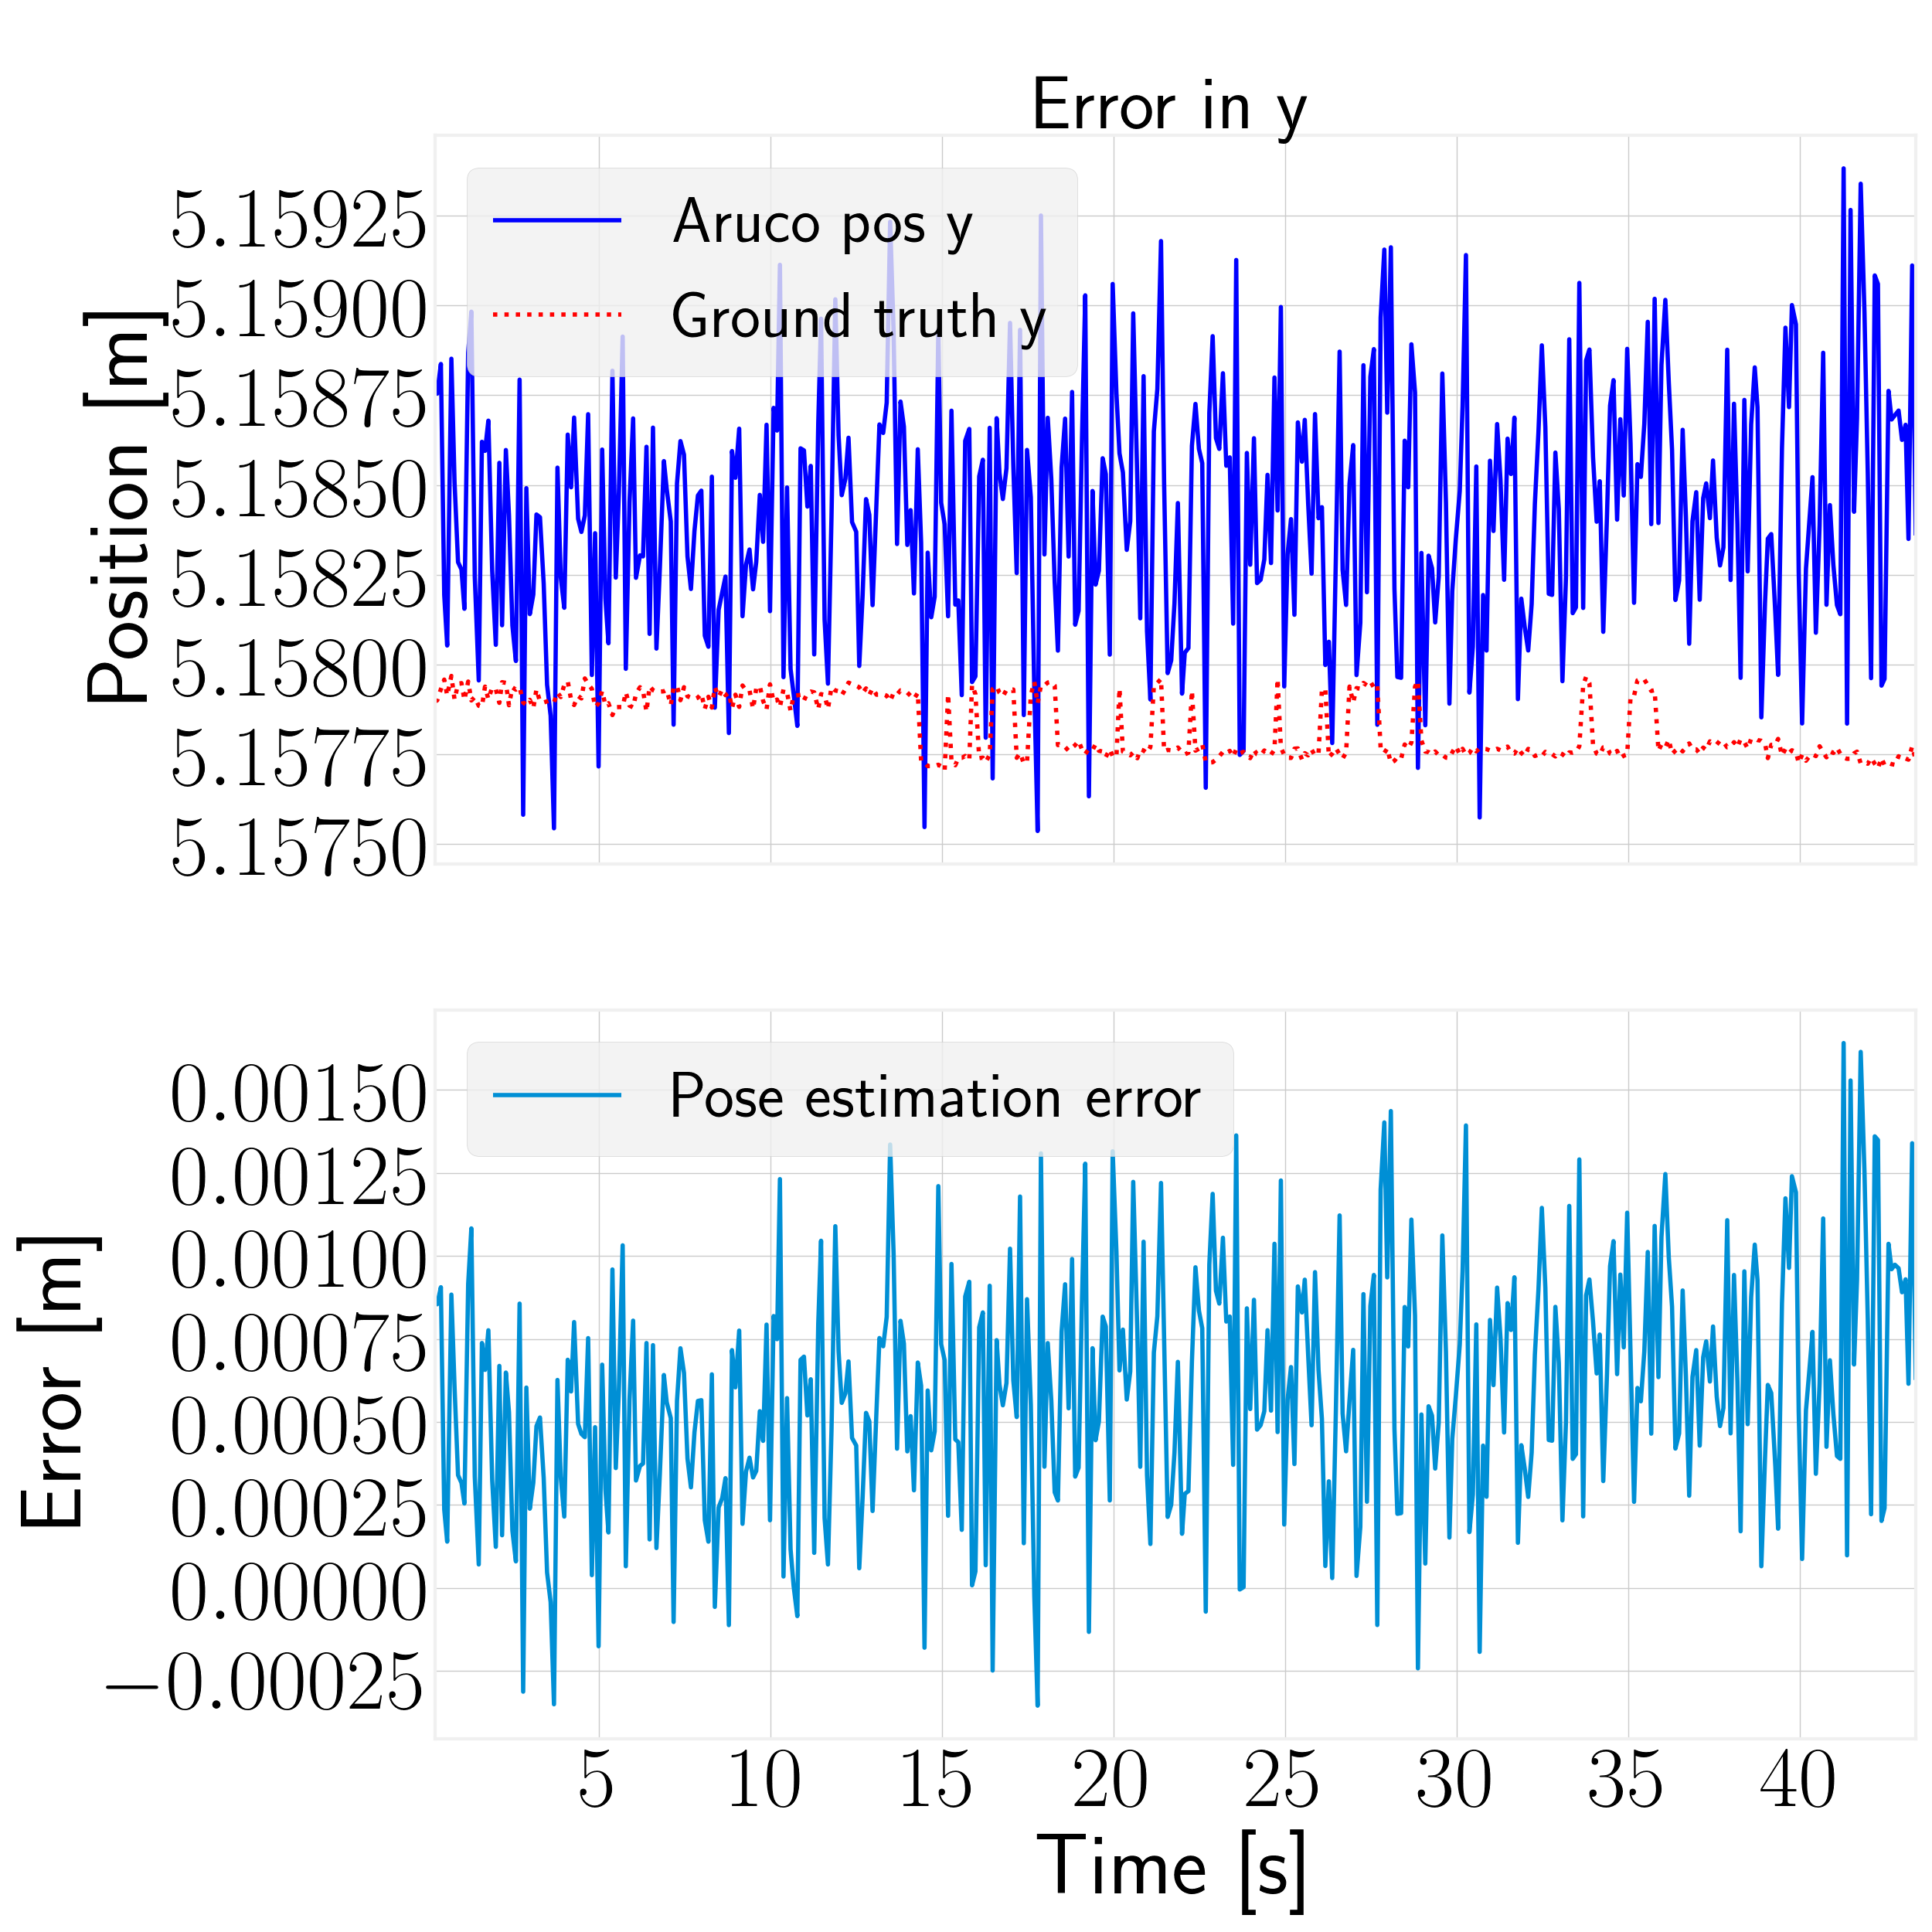 Error in y
Position [m]
5.15925
5.15900
5.15875
5.15850
5.15825
5.15800
5.15775
5.15750
Aruco pos y
Ground truth y
Error [m]
0.00150
0.00125
0.00100
0.00075
0.00050
0.00025
0.00000
−0.00025
Pose estimation error
5 10 15 20 25 30 35 40
Time [s]